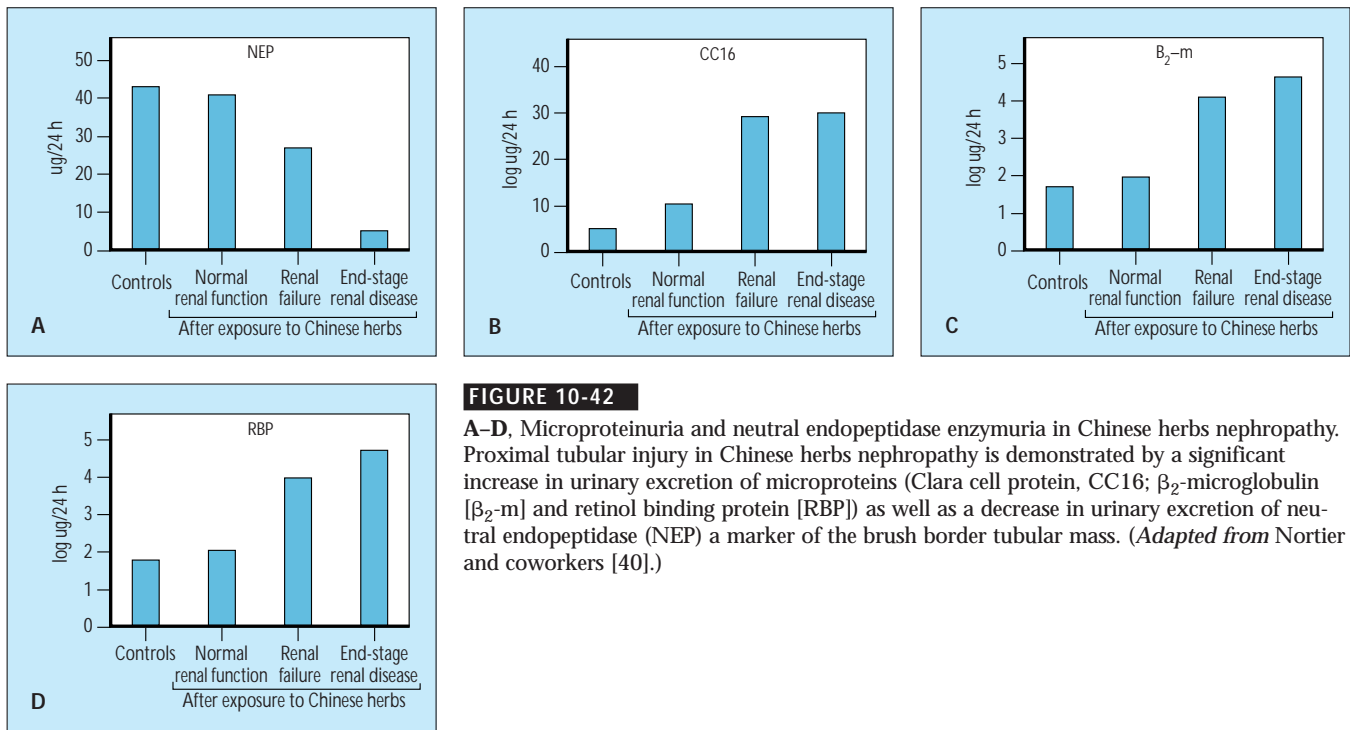 NEP
50
40
30
20
10
0
ug/24 h
Controls
Normal
renal function
Renal
failure
End-stage
renal disease
After exposure to Chinese herbs
A
CC16
40
30
20
10
0
log ug/24 h
Controls
Normal
renal function
Renal
failure
End-stage
renal disease
After exposure to Chinese herbs
B
B₂–m
5
4
3
2
1
0
log ug/24 h
Controls
Normal
renal function
Renal
failure
End-stage
renal disease
After exposure to Chinese herbs
C
RBP
5
4
3
2
1
0
log ug/24 h
Controls
Normal
renal function
Renal
failure
End-stage
renal disease
After exposure to Chinese herbs
D
FIGURE 10-42
A–D, Microproteinuria and neutral endopeptidase enzymuria in Chinese herbs nephropathy.
Proximal tubular injury in Chinese herbs nephropathy is demonstrated by a significant
increase in urinary excretion of microproteins (Clara cell protein, CC16; β₂-microglobulin
[β₂-m] and retinol binding protein [RBP]) as well as a decrease in urinary excretion of neu-
tral endopeptidase (NEP) a marker of the brush border tubular mass. (Adapted from Nortier
and coworkers [40].)